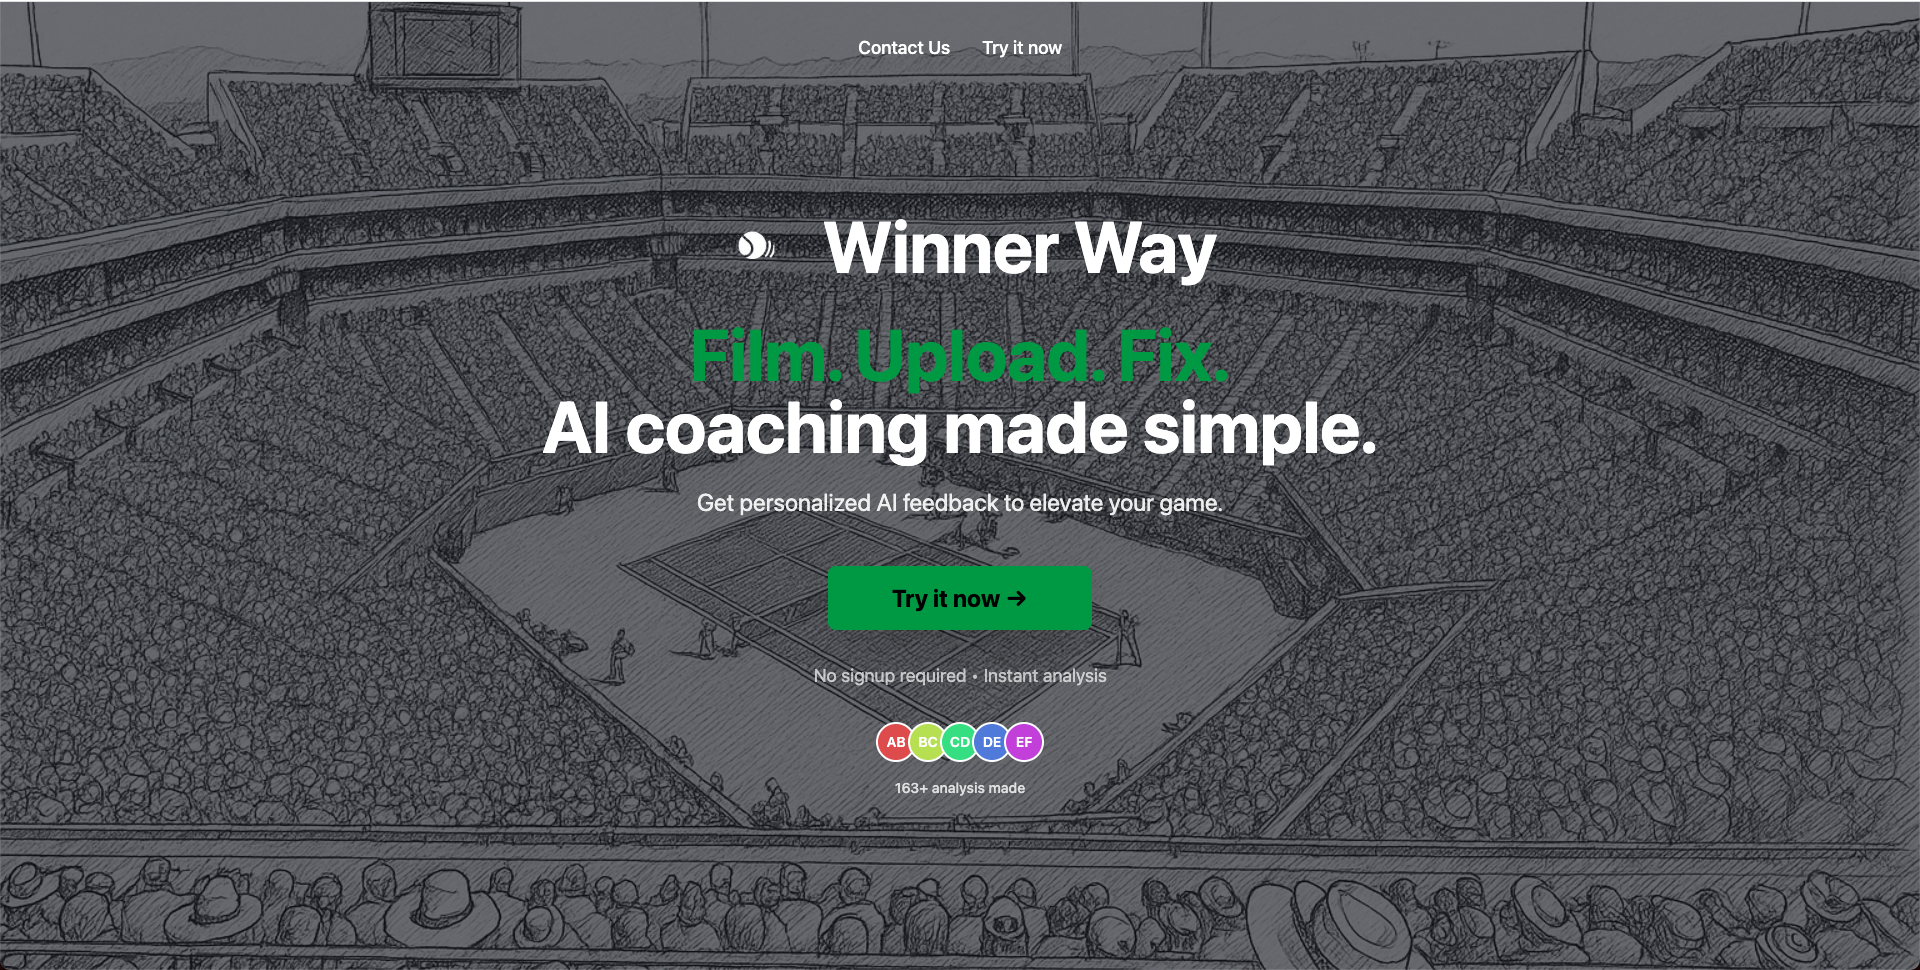 Contact Us Try it now
Winner Way
Film. Upload. Fix.
AI coaching made simple.
Get personalized AI feedback to elevate your game.
Try it now →
No signup required • Instant analysis
AB BC CD DE EF
163+ analysis made